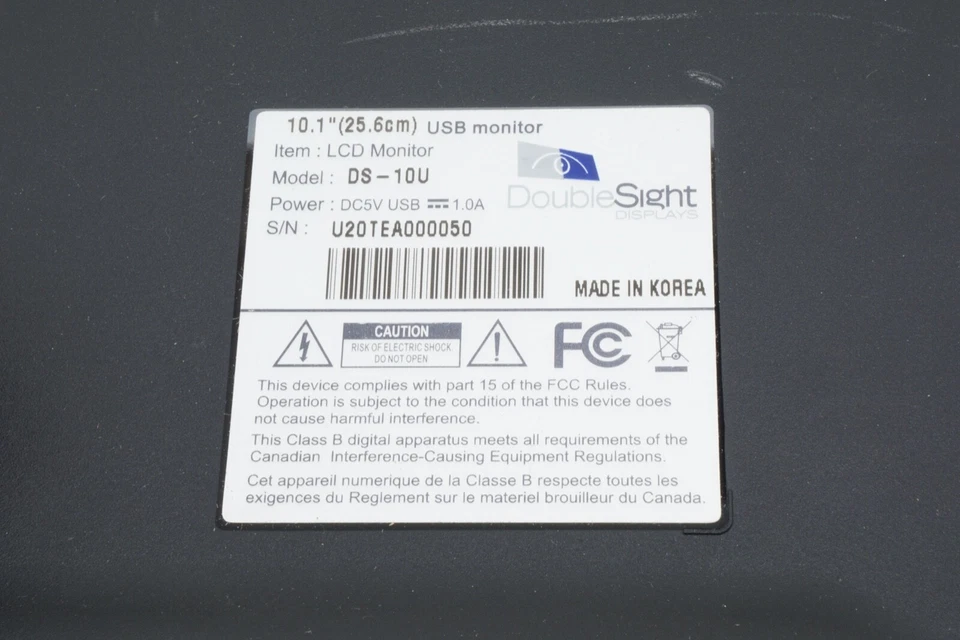 10.1"(25.6cm) USB monitor
Item : LCD Monitor
Model : DS-10U
Power : DC5V USB ⎓ 1.0A
S/N : U20TEA000050
DoubleSight
DISPLAYS
MADE IN KOREA
CAUTION
RISK OF ELECTRIC SHOCK
DO NOT OPEN
FC
This device complies with part 15 of the FCC Rules.
Operation is subject to the condition that this device does
not cause harmful interference.
This Class B digital apparatus meets all requirements of the
Canadian Interference-Causing Equipment Regulations.
Cet appareil numerique de la Classe B respecte toutes les
exigences du Reglement sur le materiel brouilleur du Canada.